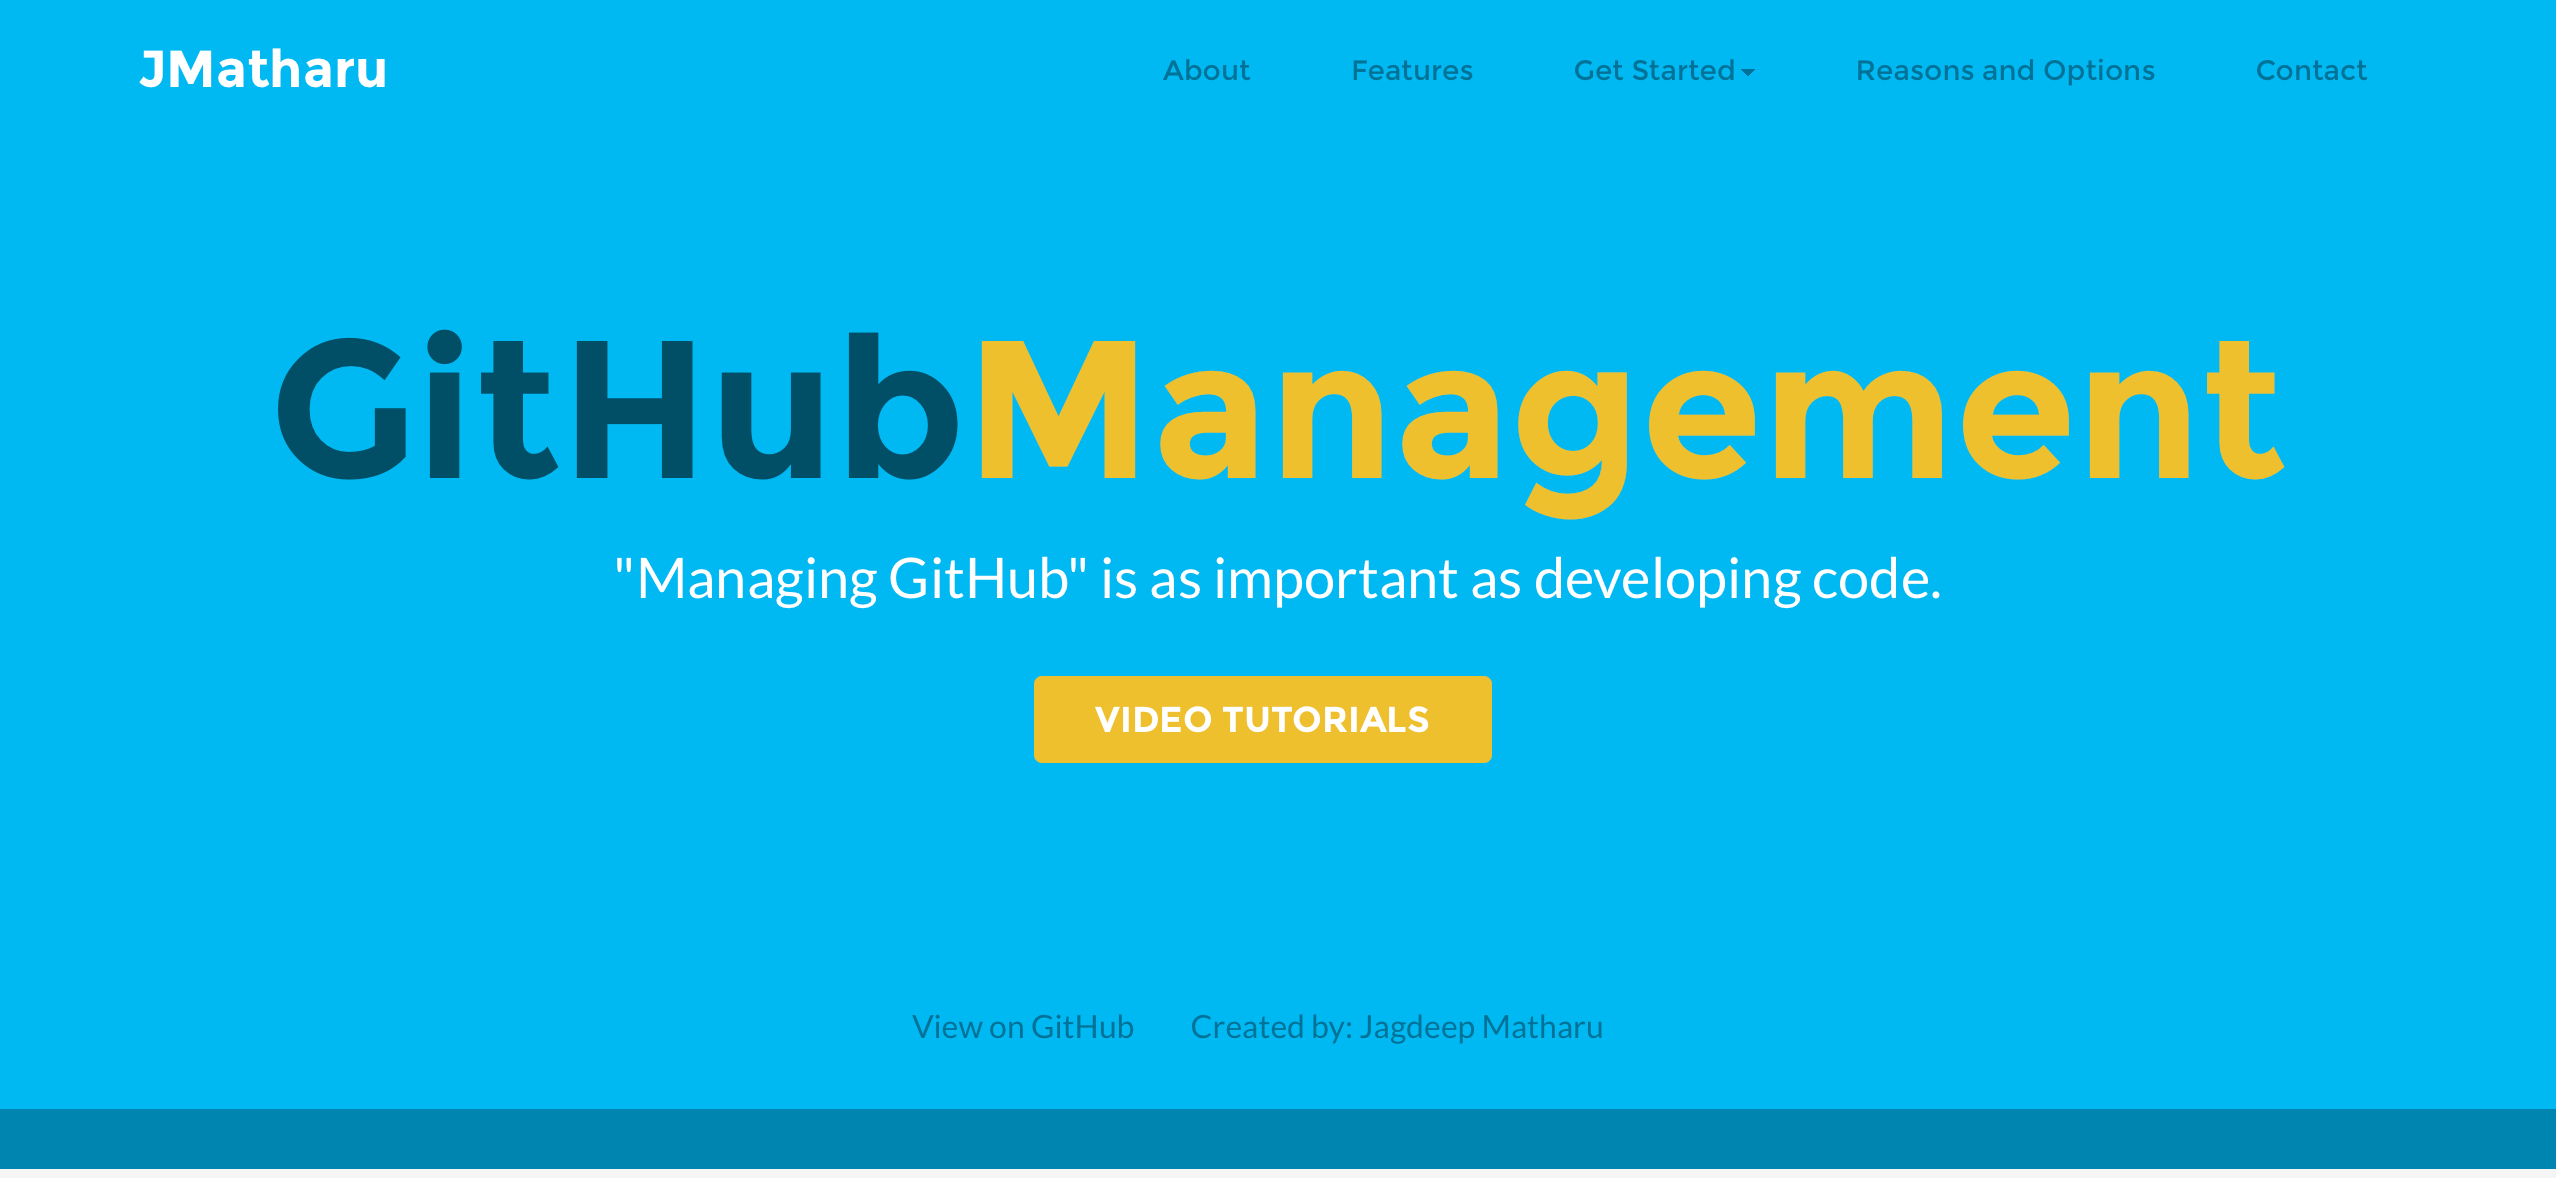 JMatharu
About Features Get Started Reasons and Options Contact
GitHubManagement
"Managing GitHub" is as important as developing code.
VIDEO TUTORIALS
View on GitHub Created by: Jagdeep Matharu